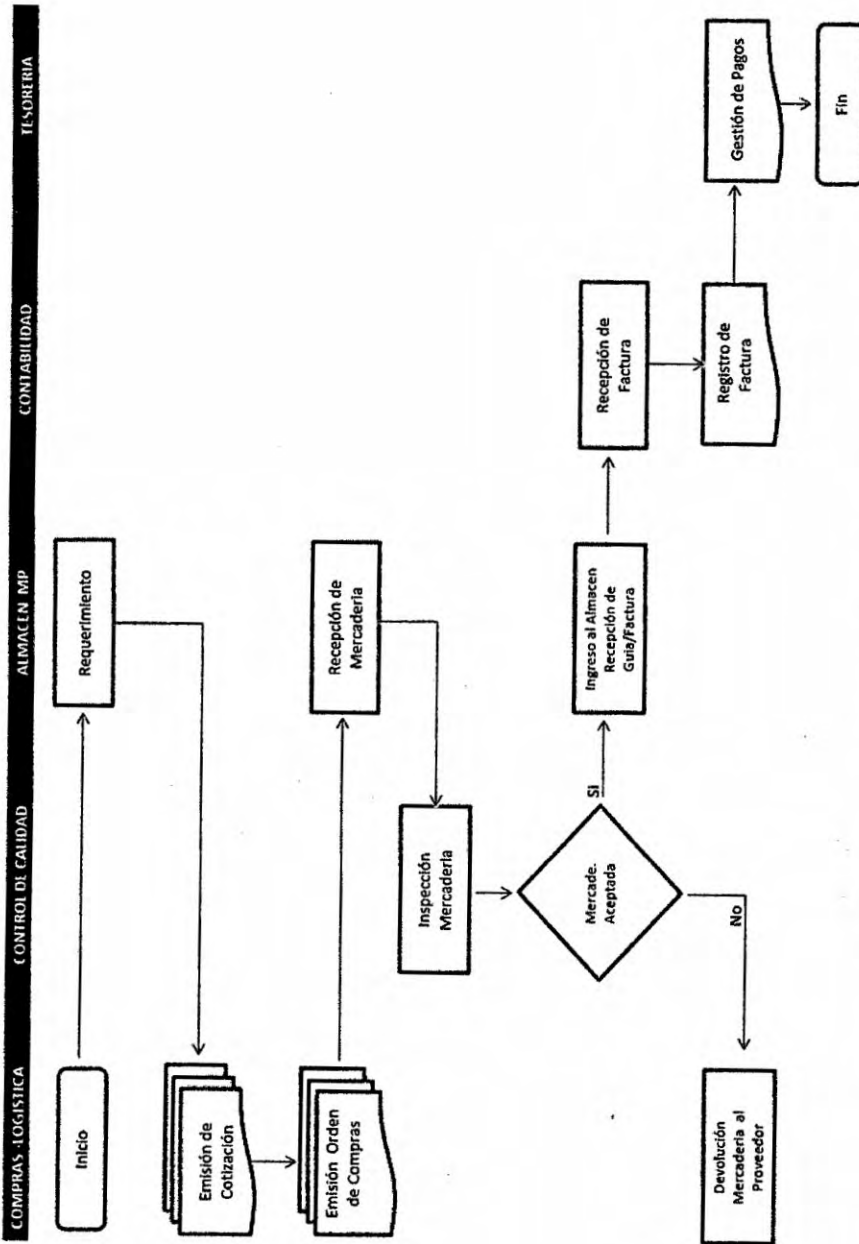 COMPRAS -LOGISTICA
CONTROL DE CALIDAD
ALMACEN MP
CONTABILIDAD
TESORERIA
Inicio
Requerimiento
Emisión de
Cotización
Emisión Orden
de Compras
Recepción de
Mercaderia
Inspección
Mercaderia
Mercade.
Aceptada
Si
No
Ingreso al Almacen
Recepción de
Guia/Factura
Recepción de
Factura
Registro de
Factura
Gestión de Pagos
Fin
Devolución
Mercaderia al
Proveedor